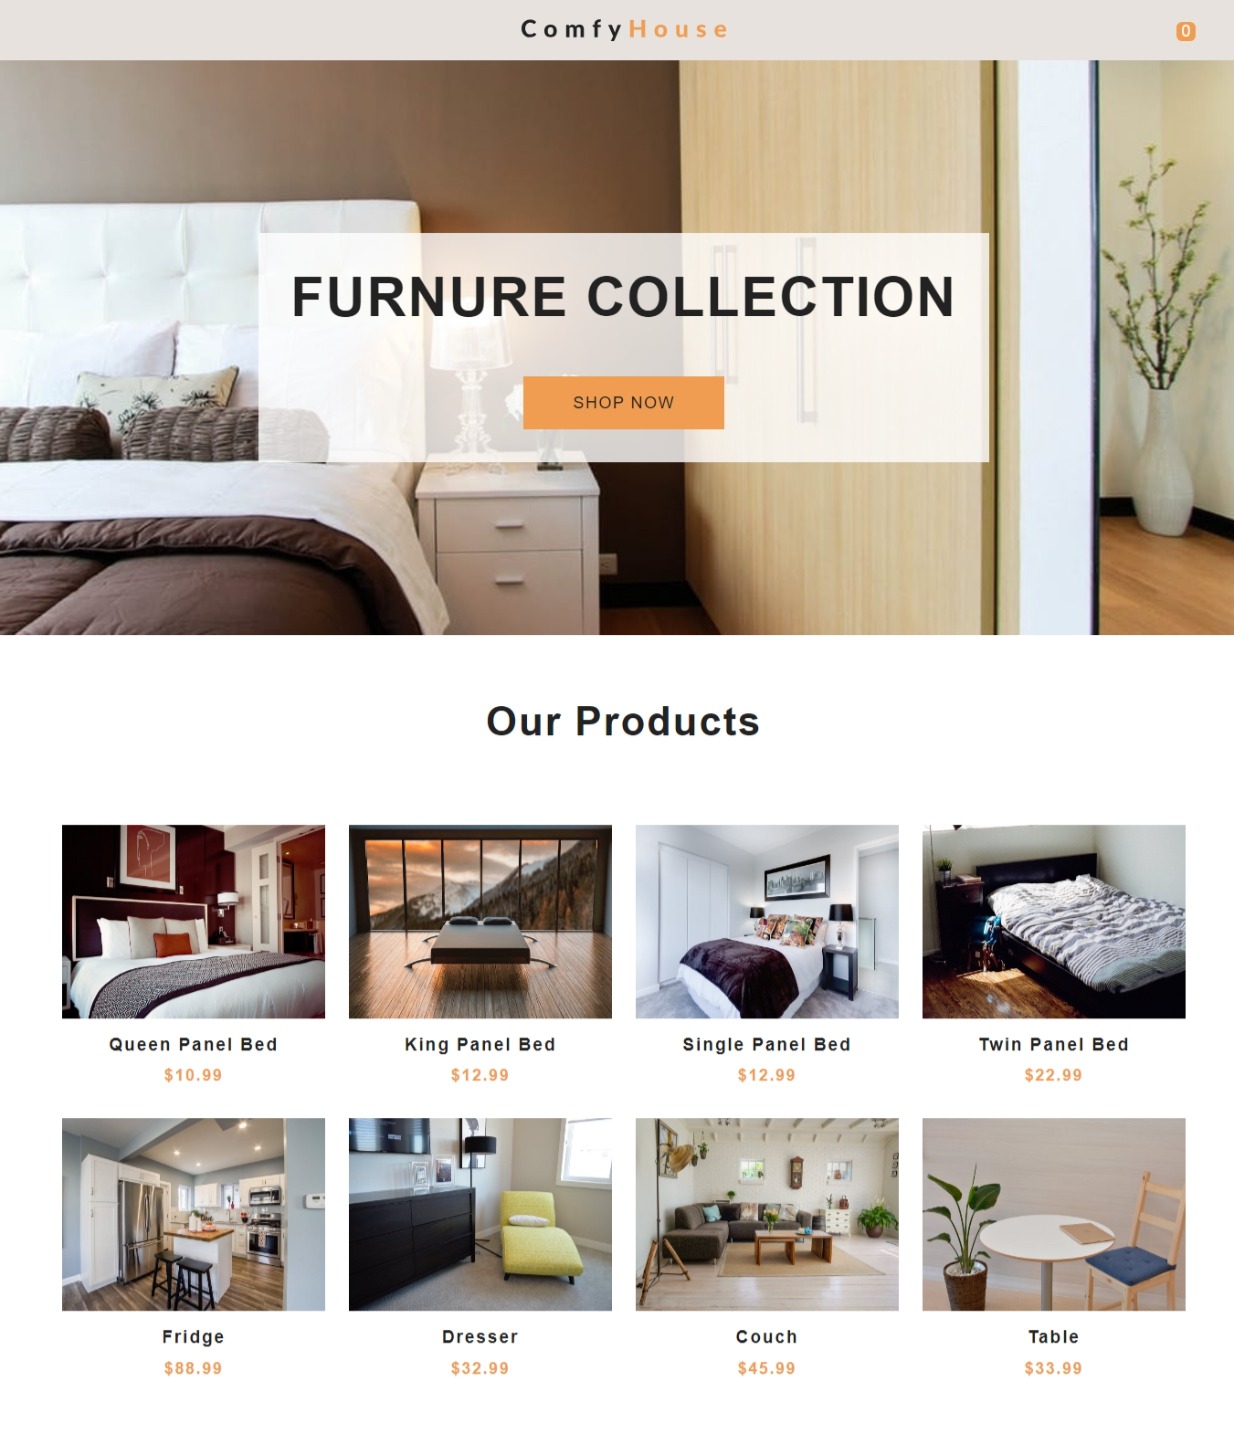 ComfyHouse
0
FURNURE COLLECTION
SHOP NOW
Our Products
Queen Panel Bed
King Panel Bed
Single Panel Bed
Twin Panel Bed
$10.99
$12.99
$12.99
$22.99
Fridge
Dresser
Couch
Table
$88.99
$32.99
$45.99
$33.99